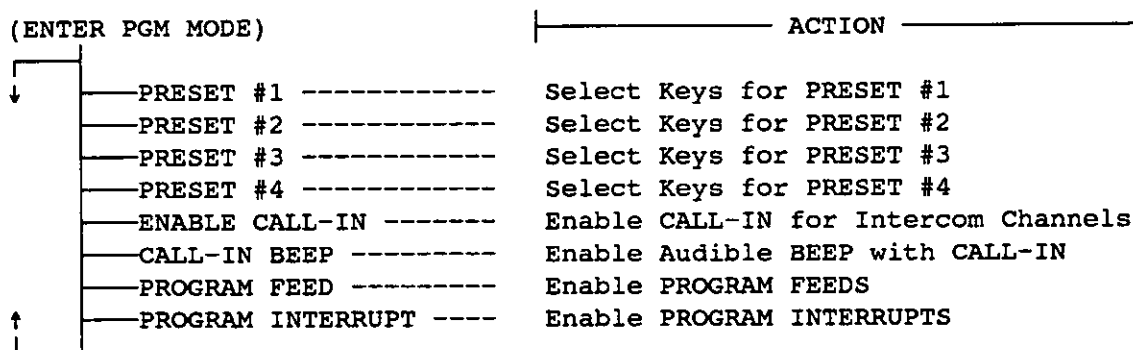 (ENTER PGM MODE) ACTION
PRESET #1 ------------ Select Keys for PRESET #1
PRESET #2 ------------ Select Keys for PRESET #2
PRESET #3 ------------ Select Keys for PRESET #3
PRESET #4 ------------ Select Keys for PRESET #4
ENABLE CALL-IN ------- Enable CALL-IN for Intercom Channels
CALL-IN BEEP --------- Enable Audible BEEP with CALL-IN
PROGRAM FEED --------- Enable PROGRAM FEEDS
PROGRAM INTERRUPT ---- Enable PROGRAM INTERRUPTS